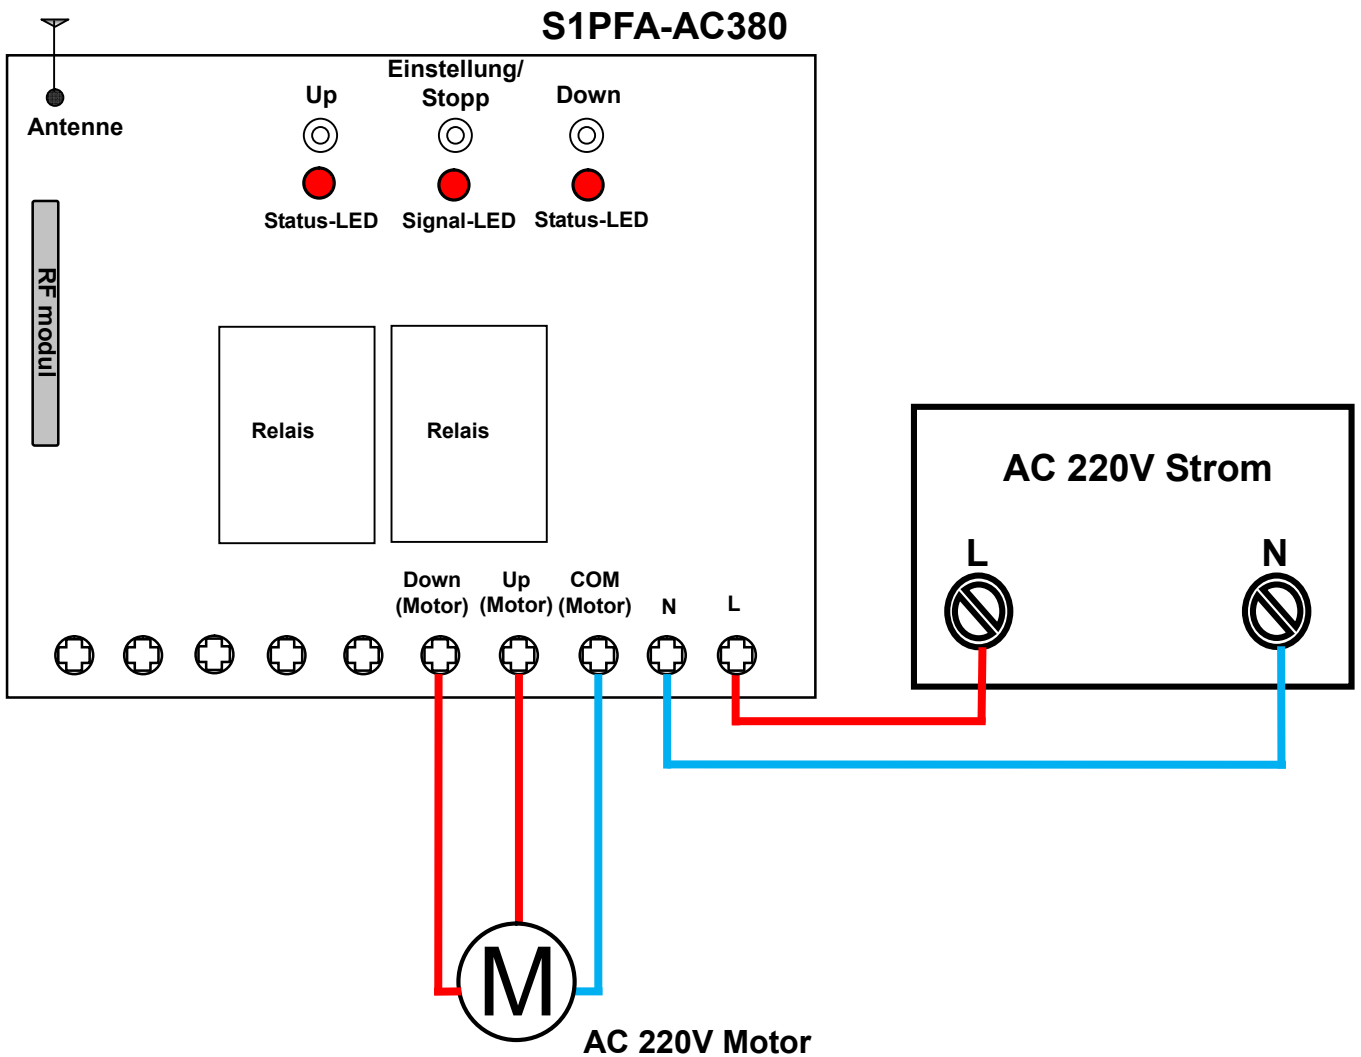 S1PFA-AC380
Antenne
Up
Einstellung/
Stopp
Down
Status-LED
Signal-LED
Status-LED
RF modul
Relais
Relais
Down
(Motor)
Up
(Motor)
COM
(Motor)
N
L
AC 220V Strom
L
N
M
AC 220V Motor